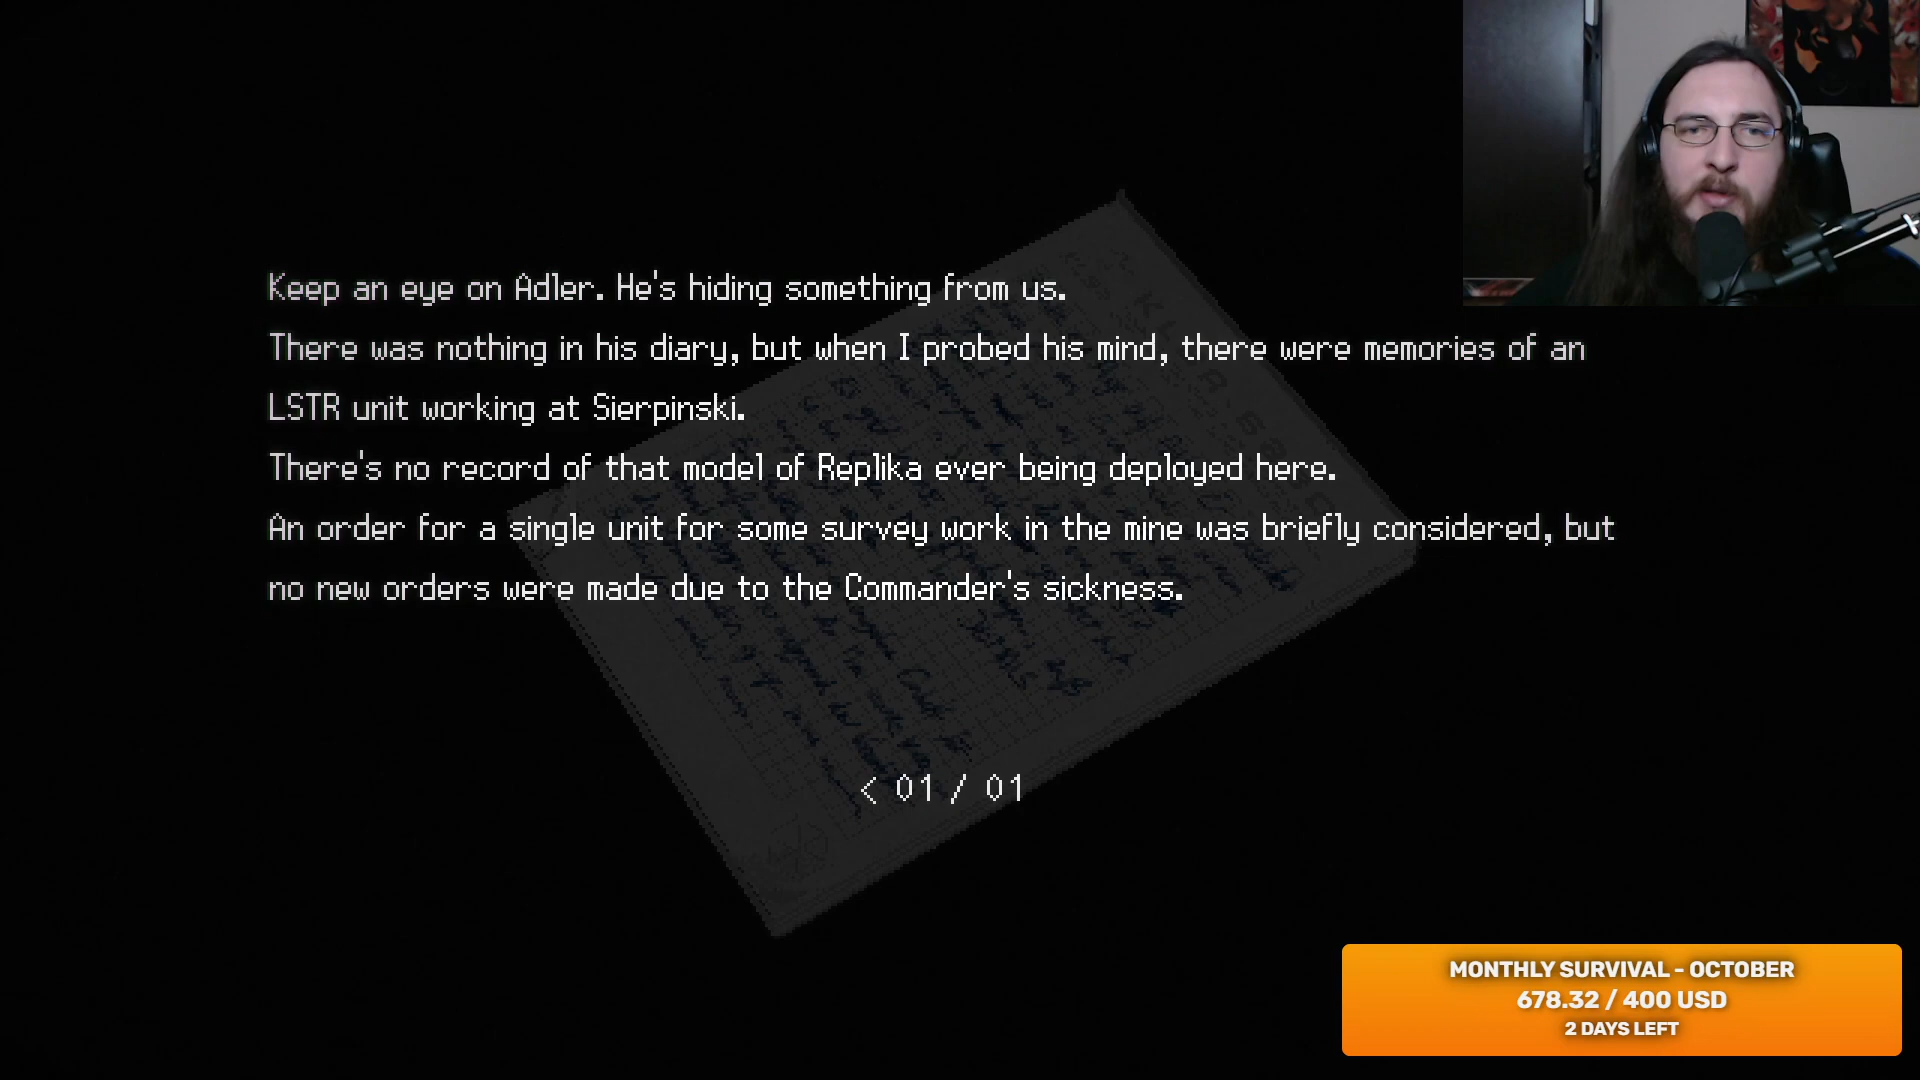 Keep an eye on Adler. He's hiding something from us.
There was nothing in his diary, but when I probed his mind, there were memories of an
LSTR unit working at Sierpinski.
There's no record of that model of Replika ever being deployed here.
An order for a single unit for some survey work in the mine was briefly considered, but
no new orders were made due to the Commander's sickness.
< 01 / 01
MONTHLY SURVIVAL - OCTOBER
678.32 / 400 USD
2 DAYS LEFT